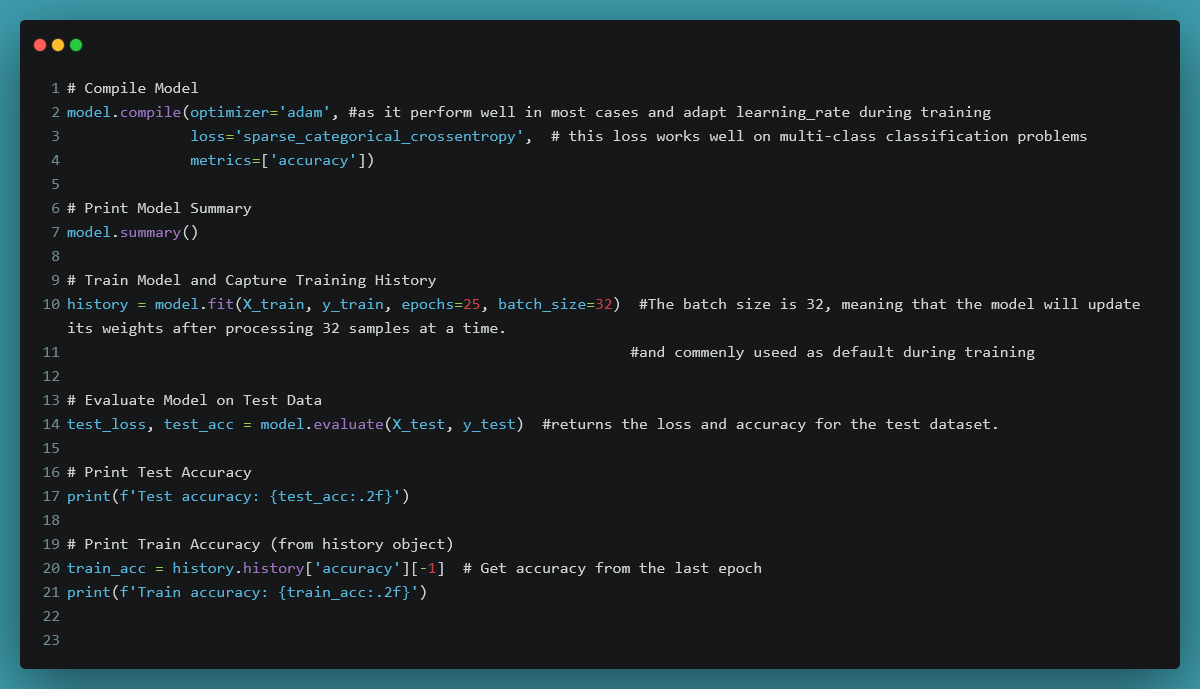 1 # Compile Model
2 model.compile(optimizer='adam', #as it perform well in most cases and adapt learning_rate during training
3               loss='sparse_categorical_crossentropy',  # this loss works well on multi-class classification problems
4               metrics=['accuracy'])
5
6 # Print Model Summary
7 model.summary()
8
9 # Train Model and Capture Training History
10 history = model.fit(X_train, y_train, epochs=25, batch_size=32)  #The batch size is 32, meaning that the model will update
its weights after processing 32 samples at a time.
11                                                                 #and commenly useed as default during training
12
13 # Evaluate Model on Test Data
14 test_loss, test_acc = model.evaluate(X_test, y_test)  #returns the loss and accuracy for the test dataset.
15
16 # Print Test Accuracy
17 print(f'Test accuracy: {test_acc:.2f}')
18
19 # Print Train Accuracy (from history object)
20 train_acc = history.history['accuracy'][-1]  # Get accuracy from the last epoch
21 print(f'Train accuracy: {train_acc:.2f}')
22
23